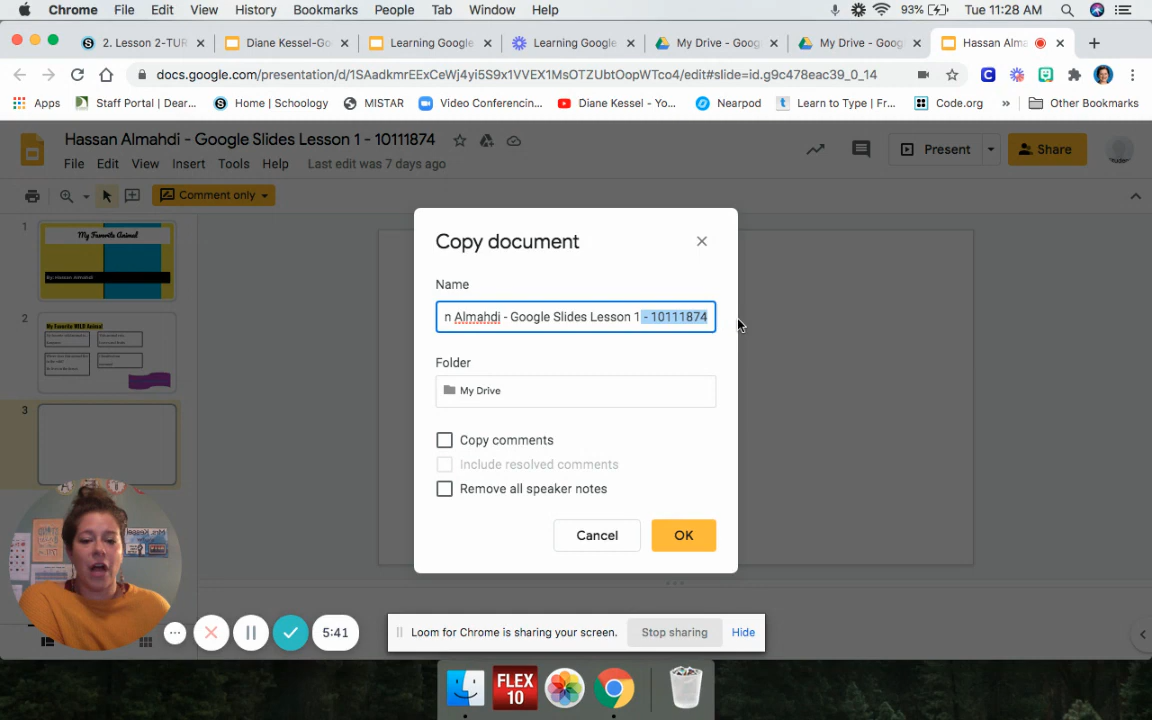 Chrome File Edit View History Bookmarks People Tab Window Help 93% Tue 11:28 AM
2. Lesson 2-TUR Diane Kessel-Go Learning Google Learning Google My Drive - Goog My Drive - Goog Hassan Alma
docs.google.com/presentation/d/1SAadkmrEExCeWj4yi5S9x1VVEX1MsOTZUbtOopWTco4/edit#slide=id.g9c478eac39_0_14
Apps Staff Portal | Dear... Home | Schoology MISTAR Video Conferencin... Diane Kessel - Yo... Nearpod Learn to Type | Fr... Code.org » Other Bookmarks
Hassan Almahdi - Google Slides Lesson 1 - 10111874
File Edit View Insert Tools Help Last edit was 7 days ago
Present
Share
Comment only
1
My Favorite Animal
By: Hassan Almahdi
2
My Favorite WILD Animal
3
Copy document
Name
n Almahdi - Google Slides Lesson 1 - 10111874
Folder
My Drive
Copy comments
Include resolved comments
Remove all speaker notes
Cancel OK
5:41
Loom for Chrome is sharing your screen. Stop sharing Hide
FLEX
10